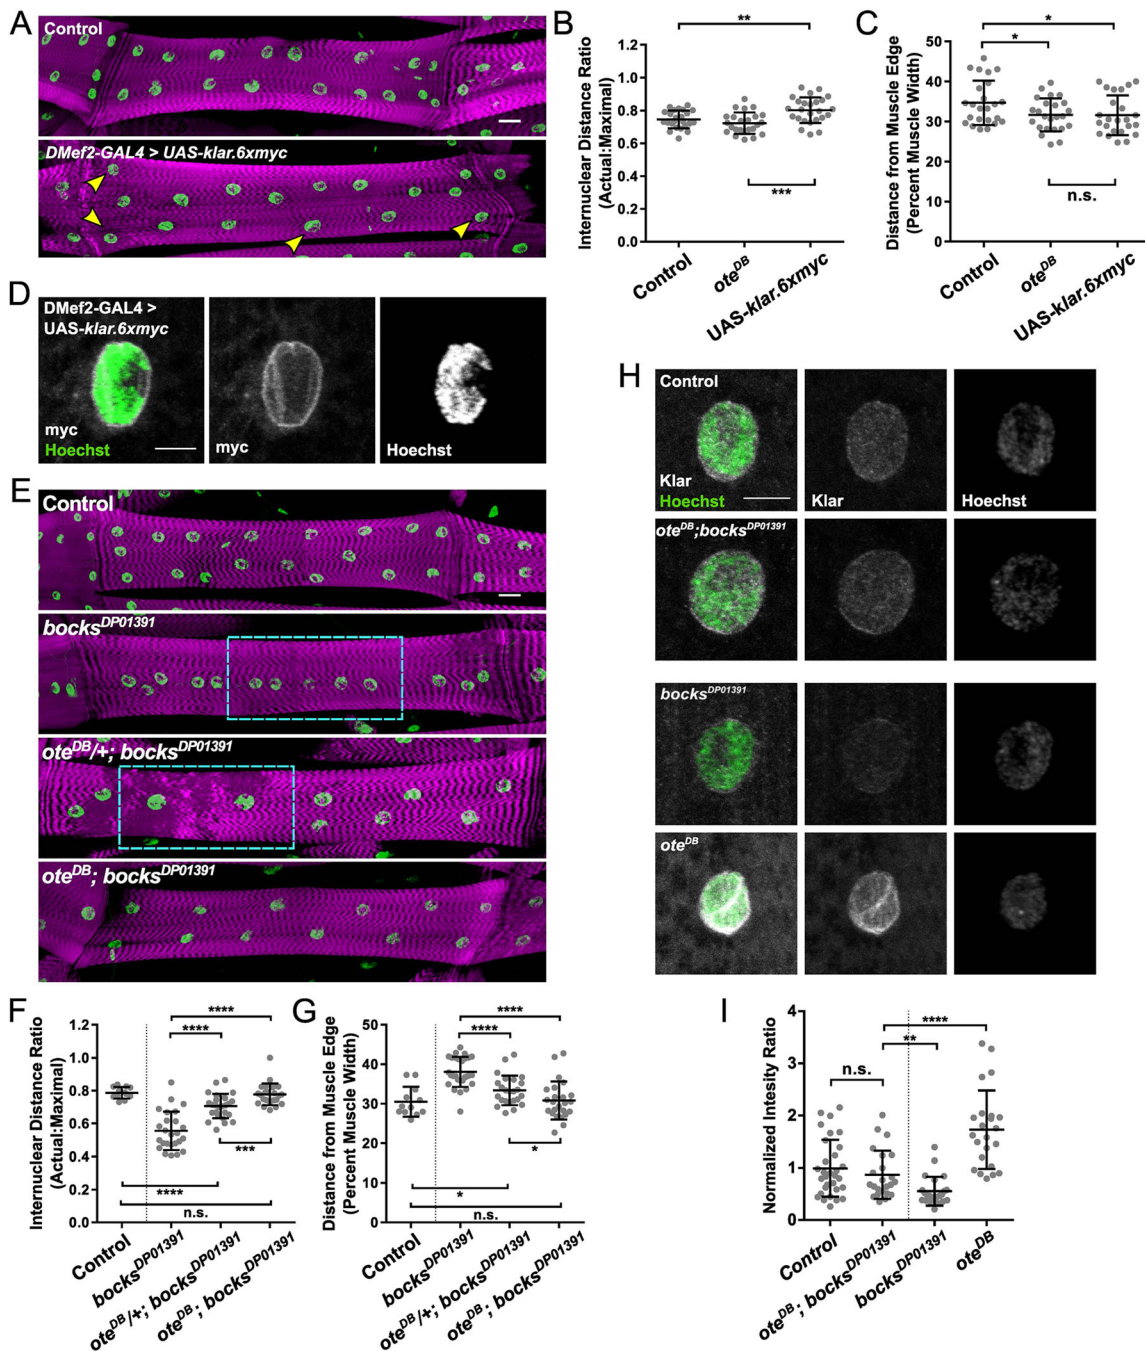 A
Control
DMef2-GAL4 > UAS-klar.6xmyc
B
Internuclear Distance Ratio
(Actual:Maximal)
1.2
1.0
0.8
0.6
0.4
0.2
0.0
**
***
Control
ote^DB
UAS-klar.6xmyc
C
Distance from Muscle Edge
(Percent Muscle Width)
50
40
30
20
10
0
*
*
n.s.
Control
ote^DB
UAS-klar.6xmyc
D
DMef2-GAL4 >
UAS-klar.6xmyc
myc
Hoechst
myc
Hoechst
E
Control
bocks^DP01391
ote^DB/+; bocks^DP01391
ote^DB; bocks^DP01391
F
Internuclear Distance Ratio
(Actual:Maximal)
1.2
1.0
0.8
0.6
0.4
0.2
0.0
****
****
***
****
n.s.
Control
bocks^DP01391
ote^DB/+; bocks^DP01391
ote^DB; bocks^DP01391
G
Distance from Muscle Edge
(Percent Muscle Width)
50
40
30
20
10
0
****
****
*
*
n.s.
Control
bocks^DP01391
ote^DB/+; bocks^DP01391
ote^DB; bocks^DP01391
H
Control
Klar
Hoechst
Klar
Hoechst
ote^DB;bocks^DP01391
bocks^DP01391
ote^DB
I
Normalized Intesity Ratio
4
3
2
1
0
****
**
n.s.
Control
ote^DB; bocks^DP01391
bocks^DP01391
ote^DB